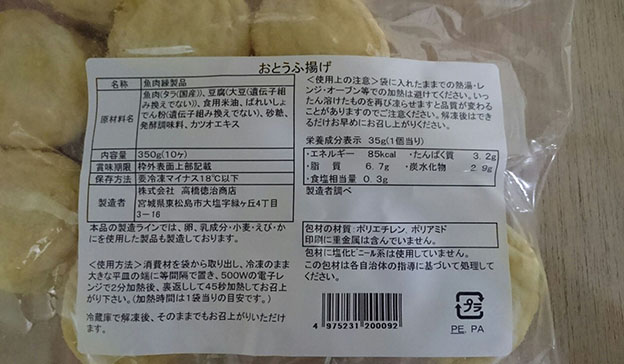 おとうふ揚げ
名称 魚肉練製品
原材料名 魚肉(タラ(国産))、豆腐(大豆(遺伝子組
み換えでない))、食用米油、ばれいしょ
でん粉(遺伝子組み換えでない)、砂糖、
発酵調味料、カツオエキス
内容量 350g(10ヶ)
賞味期限 枠外表面上部記載
保存方法 要冷凍マイナス18℃以下
製造者 株式会社 高橋徳治商店
宮城県東松島市大塩字緑ヶ丘4丁目
3-16
本品の製造ラインでは、卵、乳成分・小麦・えび・か
にを使用した製品も製造しております。
<使用方法>消費材を袋から取り出し、冷凍のまま
大きな平皿の端に等間隔で置き、500Wの電子レ
ンジで2分加熱後、裏返しして45秒加熱してお召上
がり下さい。(加熱時間は1袋当りの目安です。)
冷蔵庫で解凍後、そのままでもお召上がりいただけ
ます。
<使用上の注意>袋に入れたままでの熱湯・レ
ンジ・オーブン等での加熱は避けてください。いっ
たん溶けたものを再び凍らせますと品質が変わる
ことがありますのでご注意ください。解凍後はでき
るだけお早めにお召し上がりください。
栄養成分表示 35g(1個当り)
・エネルギー 85kcal ・たんぱく質 3.2g
・脂 質 6.7g ・炭水化物 2.9g
・食塩相当量 0.3g
製造者調べ
包材の材質:ポリエチレン、ポリアミド
印刷に重金属は含んでいません。
包材に塩化ビニール系は使用していません。
この包材は各自治体の指導に基づいて処理して
ください。
4 975231 200092
プラ
PE, PA